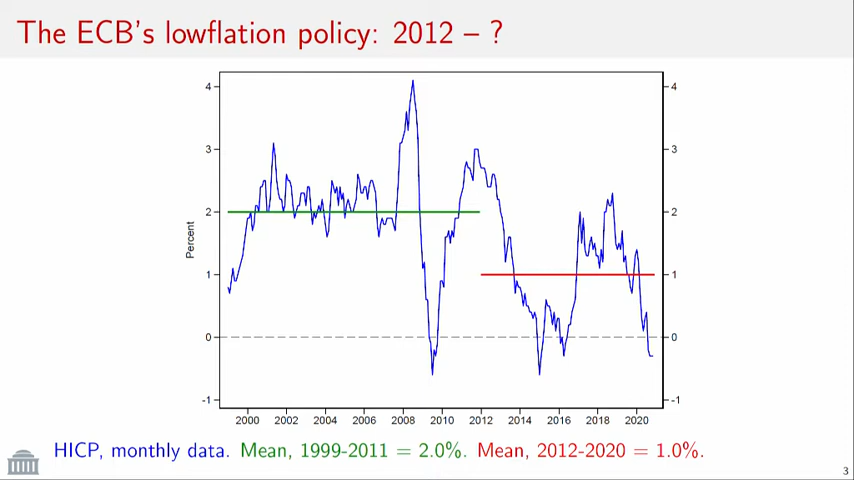 The ECB's lowflation policy: 2012 – ?
4 4
3 3
Percent
2 2
1 1
0 0
-1 -1
2000 2002 2004 2006 2008 2010 2012 2014 2016 2018 2020
HICP, monthly data. Mean, 1999-2011 = 2.0%. Mean, 2012-2020 = 1.0%.
3